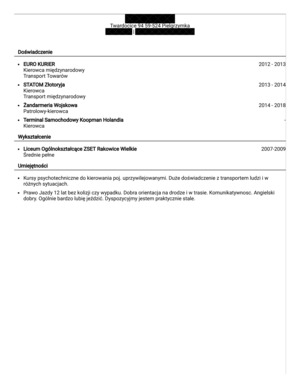 Twardocice 94 59-524 Pielgrzymka
Doświadczenie
• EURO KURIER 2012 - 2013
Kierowca międzynarodowy
Transport Towarów
• STATOM Złotoryja 2013 - 2014
Kierowca
Transport międzynarodowy
• Żandarmeria Wojskowa 2014 - 2018
Patrolowy-kierowca
• Terminal Samochodowy Koopman Holandia -
Kierowca
Wykształcenie
• Liceum Ogólnokształcące ZSET Rakowice Wielkie 2007-2009
Średnie pełne
Umiejętności
• Kursy psychotechniczne do kierowania poj. uprzywilejowanymi. Duże doświadczenie z transportem ludzi i w
różnych sytuacjach.
• Prawo Jazdy 12 lat bez kolizji czy wypadku. Dobra orientacja na drodze i w trasie. Komunikatywnosc. Angielski
dobry. Ogólnie bardzo lubię jeździć. Dyspozycyjny jestem praktycznie stale.